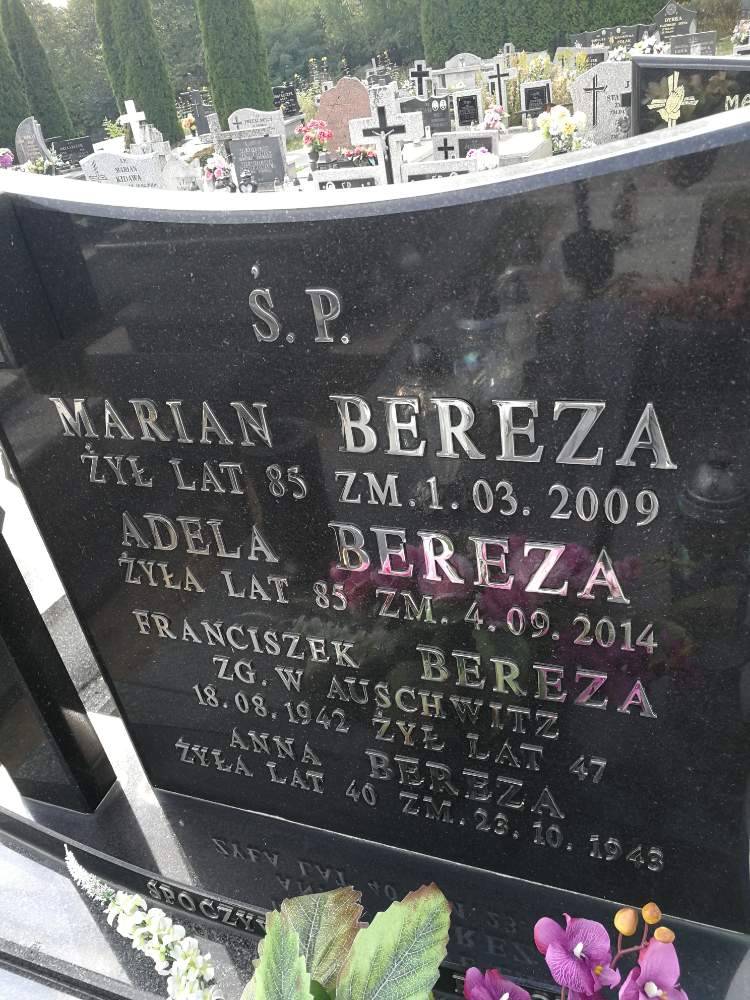 Ś.P.
MARIAN BEREZA
ŻYŁ LAT 85 ZM. 1.03.2009
ADELA BEREZA
ŻYŁA LAT 85 ZM. 4.09.2014
FRANCISZEK BEREZA
ZG. W AUSCHWITZ
18.08.1942 ŻYŁ LAT 47
ANNA BEREZA
ŻYŁA LAT 40 ZM. 23.10.1943